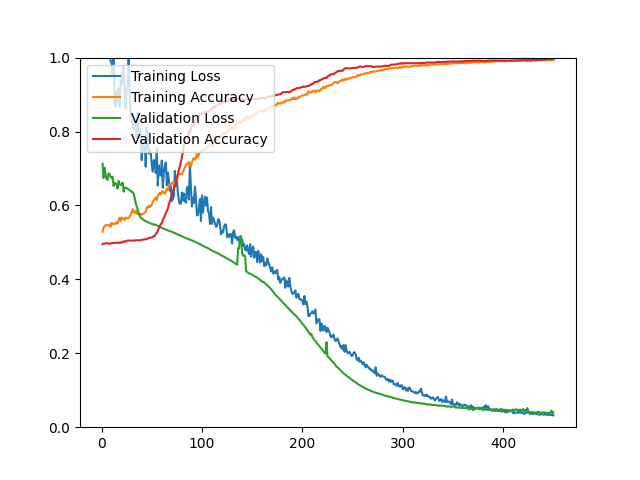 1.0
0.8
0.6
0.4
0.2
0.0
Training Loss
Training Accuracy
Validation Loss
Validation Accuracy
0 100 200 300 400